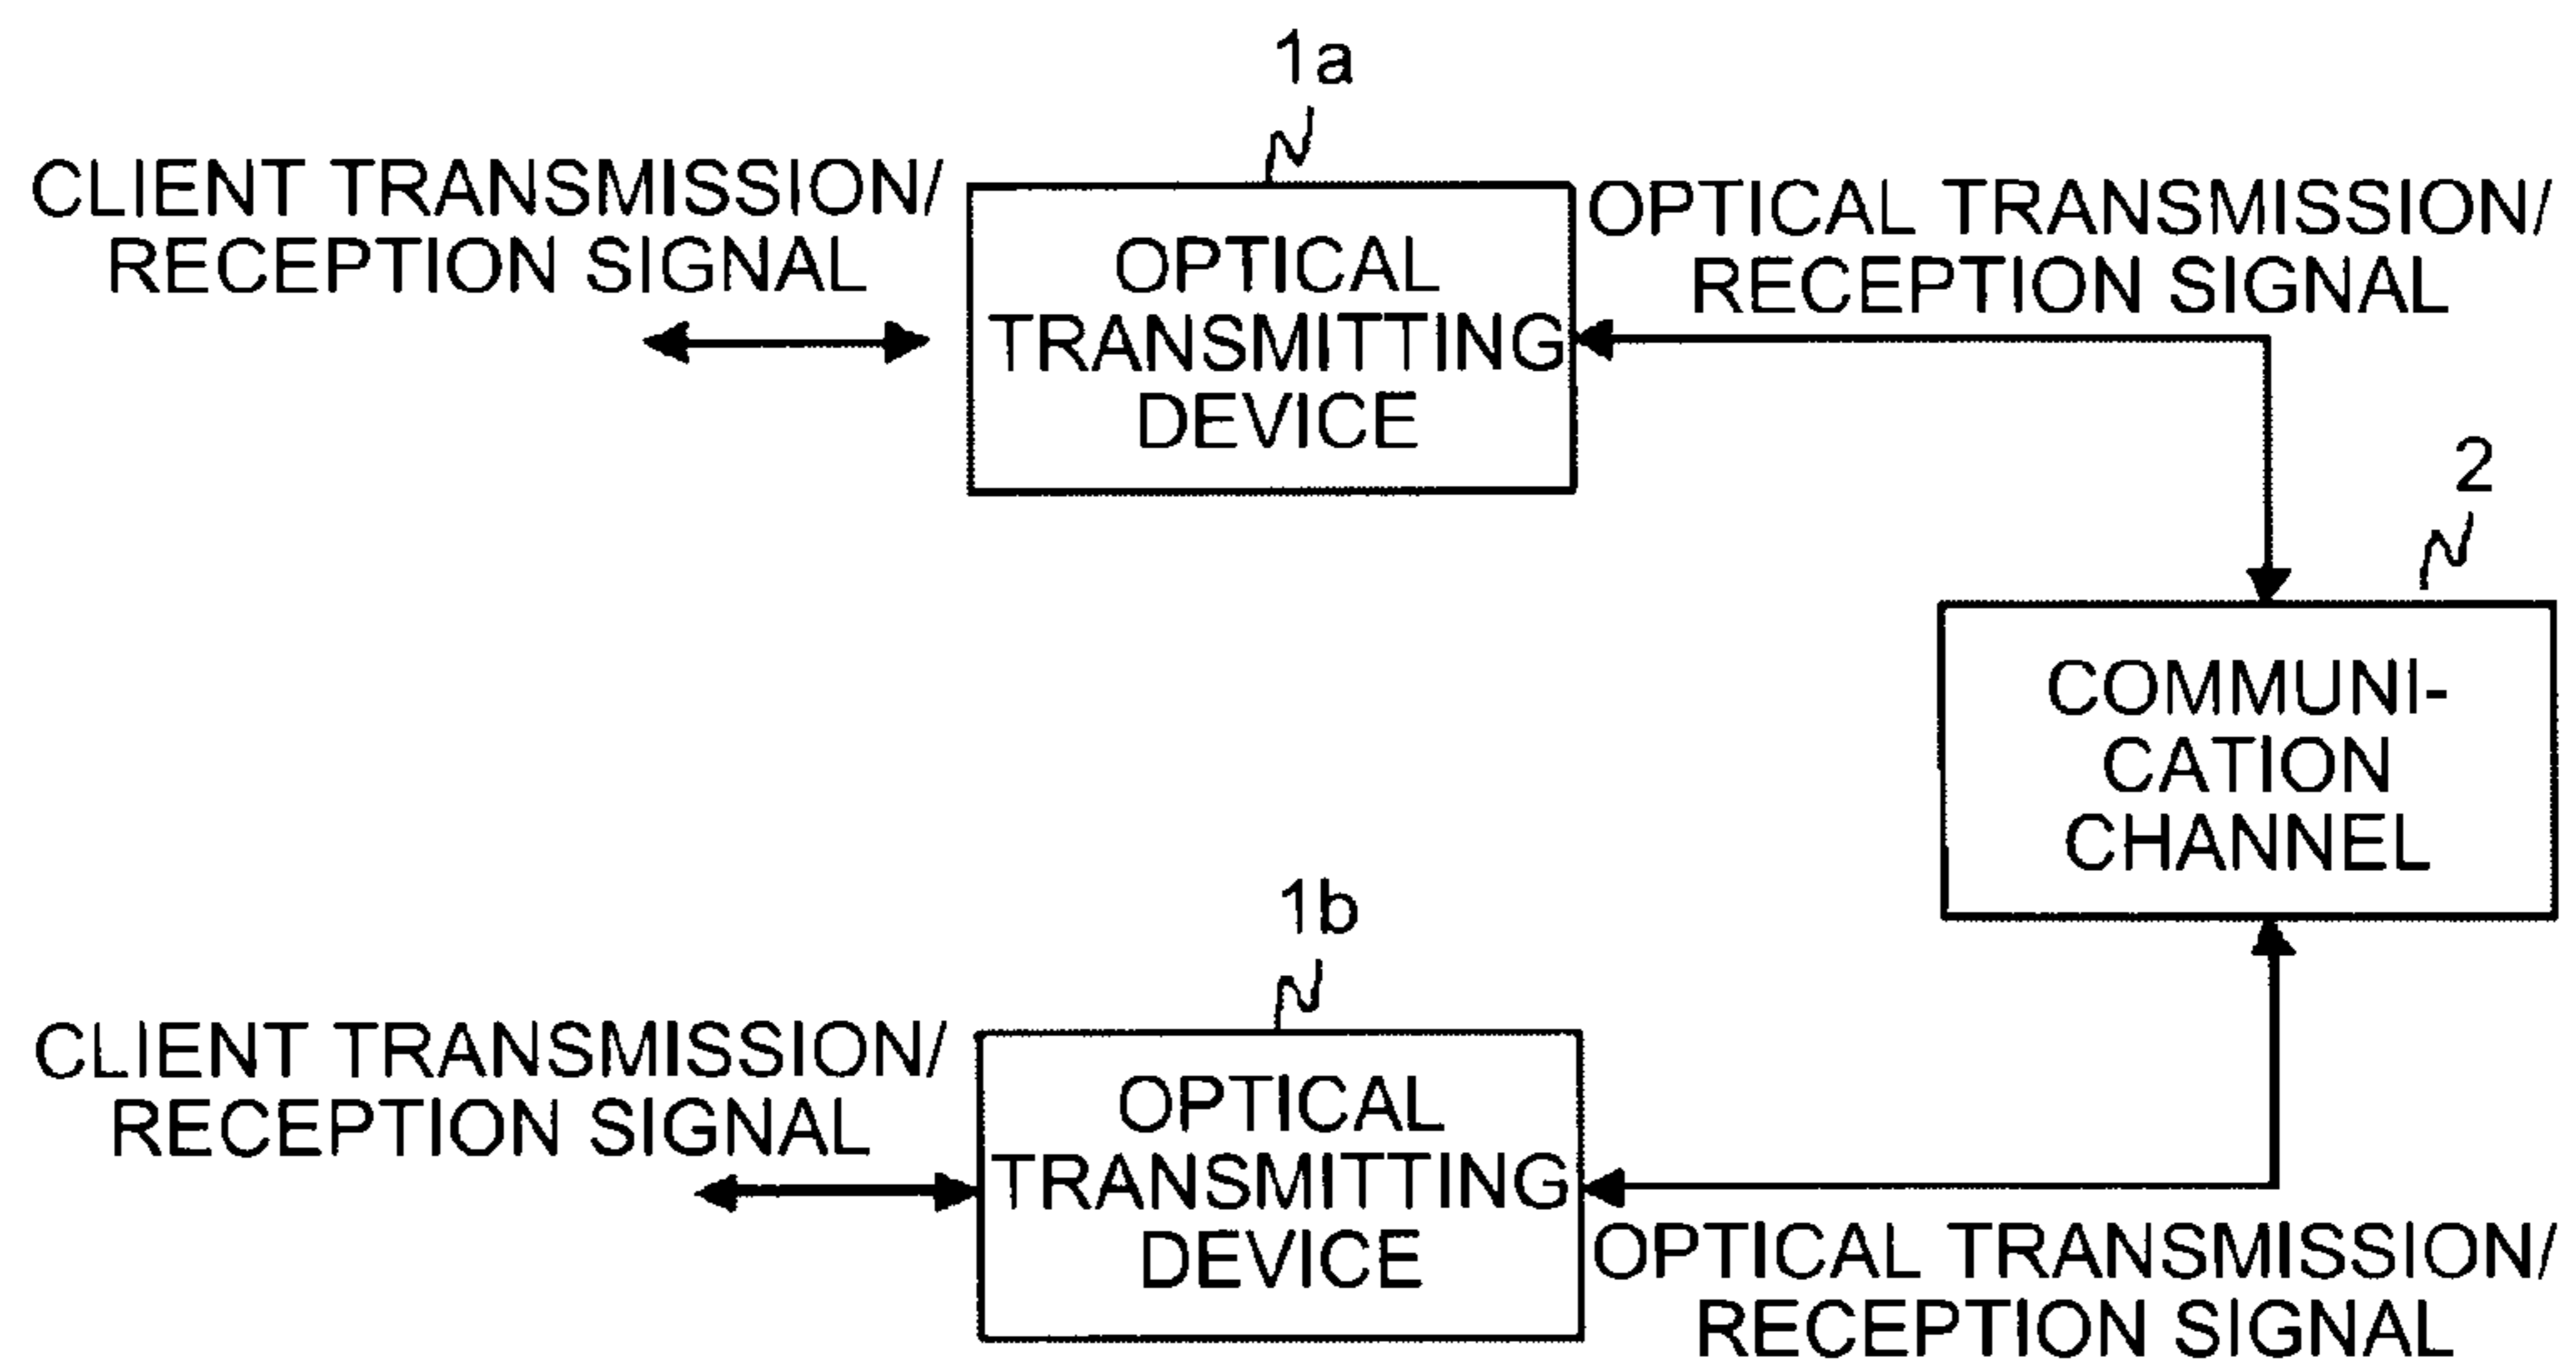 1a
CLIENT TRANSMISSION/
RECEPTION SIGNAL
OPTICAL
TRANSMITTING
DEVICE
OPTICAL TRANSMISSION/
RECEPTION SIGNAL
2
COMMUNI-
CATION
CHANNEL
1b
CLIENT TRANSMISSION/
RECEPTION SIGNAL
OPTICAL
TRANSMITTING
DEVICE
OPTICAL TRANSMISSION/
RECEPTION SIGNAL